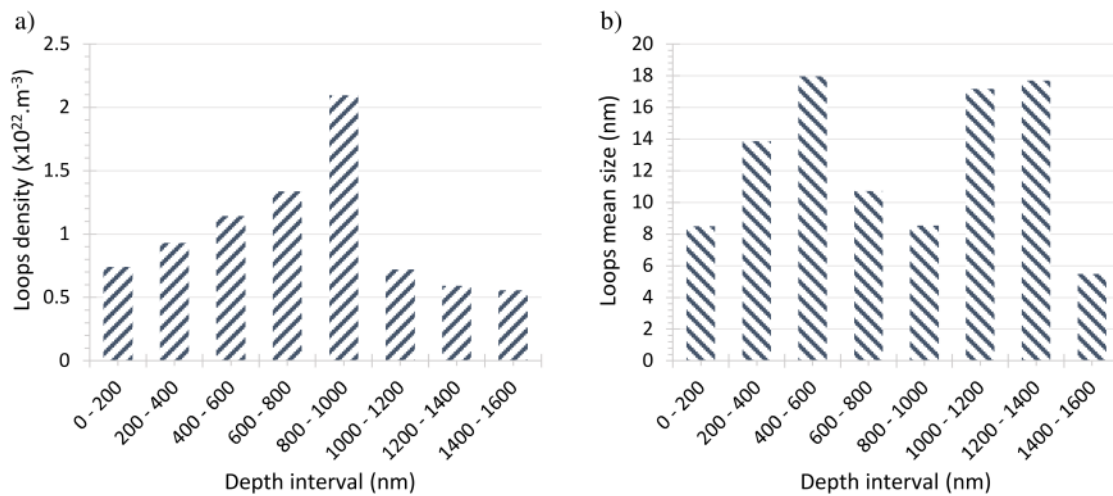 a)
Loops density (x10²².m⁻³)
2.5
2
1.5
1
0.5
0
0 - 200
200 - 400
400 - 600
600 - 800
800 - 1000
1000 - 1200
1200 - 1400
1400 - 1600
Depth interval (nm)
b)
Loops mean size (nm)
20
18
16
14
12
10
8
6
4
2
0
0 - 200
200 - 400
400 - 600
600 - 800
800 - 1000
1000 - 1200
1200 - 1400
1400 - 1600
Depth interval (nm)